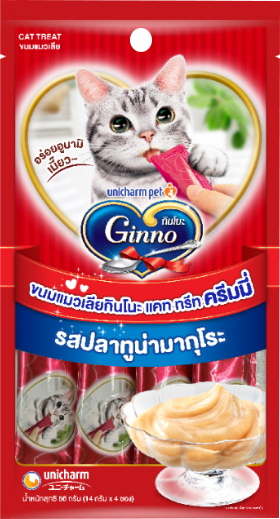 CAT TREAT
ขนมแมวเลีย
อร่อยอูมามิ
เมี้ยว~
unicharm pet
กินโนะ
Ginno
ขนมแมวเลียกินโนะ แคท ทรีท ครีมมี่
รสปลาทูน่ามากุโระ
unicharm
ユニ・チャーム
น้ำหนักสุทธิ 56 กรัม (14 กรัม x 4 ซอง)